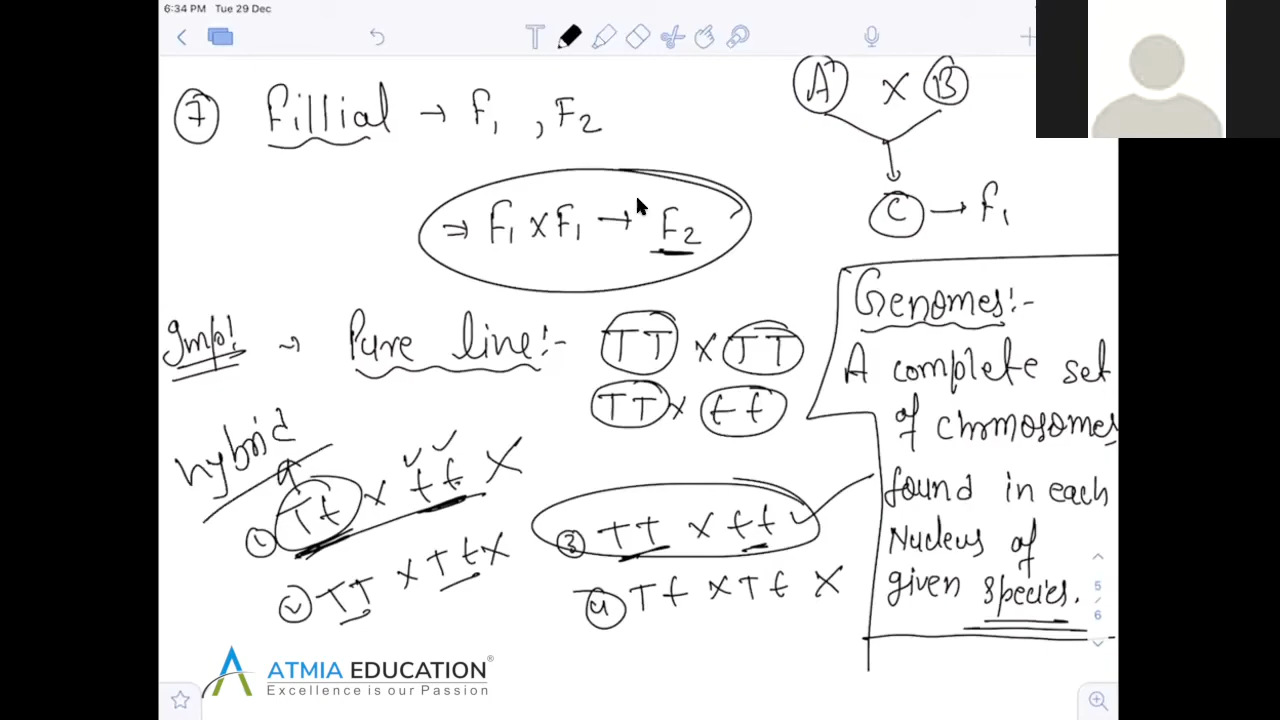 6:34 PM Tue 29 Dec
T
7 Fillial → F1 , F2
A × B
C → F1
⇒ F1 × F1 → F2
Imp! → Pure line:- TT × TT
TT × tt
hybrid
1 Tt × tt ×
2 TT × Tt ×
3 TT × tt ✓
4 Tt × Tt ×
Genomes:-
A complete set
of chromosomes
found in each
Nucleus of
given species.
5
/
6
ATMIA EDUCATION®
Excellence is our Passion